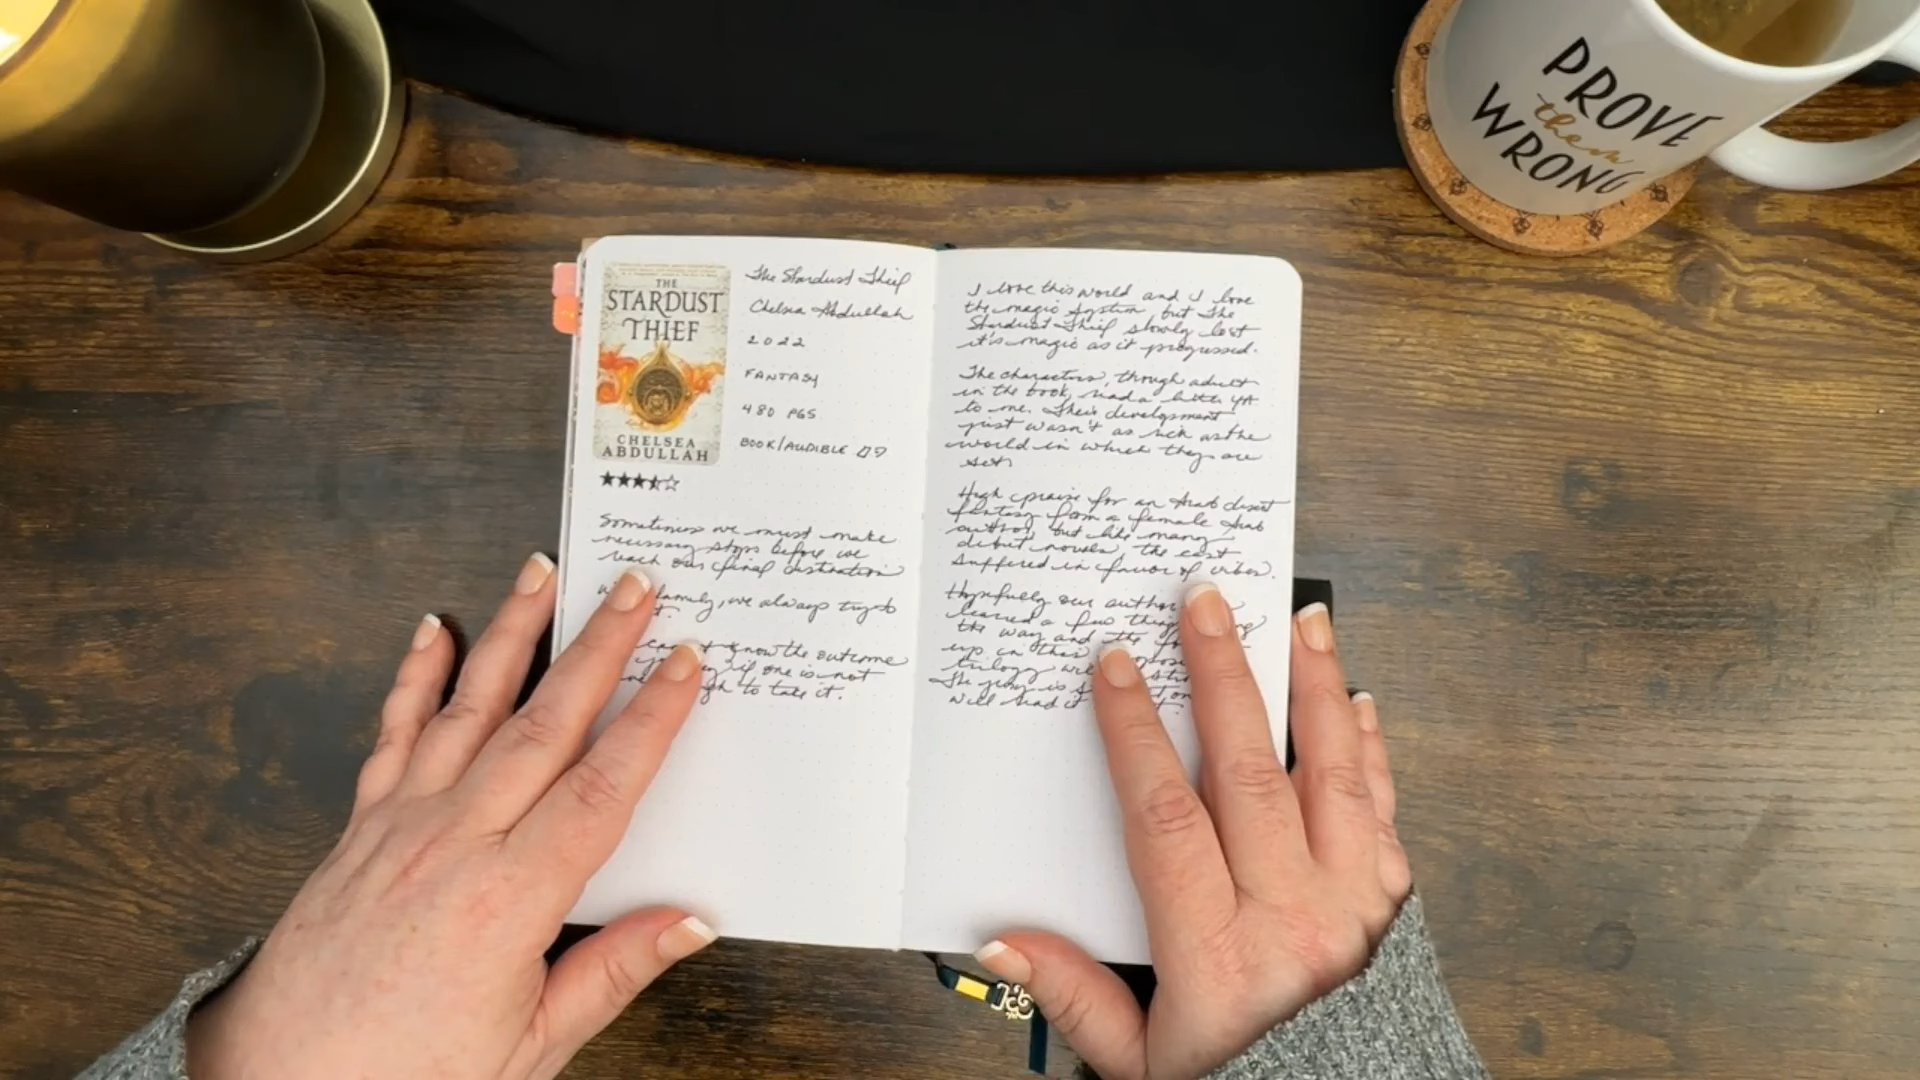 PROVE
them
WRONG
THE
STARDUST
THIEF
CHELSEA
ABDULLAH
The Stardust Thief
Chelsea Abdullah
2022
FANTASY
480 PGS
BOOK/AUDIBLE
Sometimes we must make
necessary stops before we
reach our final destination
family, we always try to
know the outcome
if one is not
to take it.
I love this world and I love
the magic system but The
Stardust Thief slowly lost
it's magic as it progressed.
The characters, though adult
in the book, read a little YA
to me. Their development
just wasn't as rich as the
world in which they are
set.
High praise for an Arab desert
fantasy from a female Arab
author, but like many
debut novels, the cast
suffered in favor of vibes.
Hopefully our author
learned a few things
the way and the
up in this
trilogy
The jury is
will read it